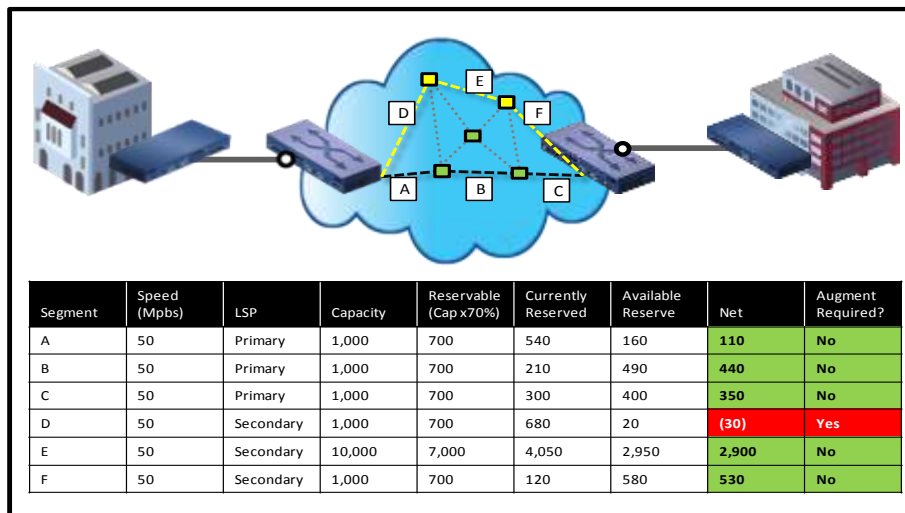 E
D
F
A
B
C
Segment Speed (Mpbs) LSP Capacity Reservable (Cap x70%) Currently Reserved Available Reserve Net Augment Required?
A 50 Primary 1,000 700 540 160 110 No
B 50 Primary 1,000 700 210 490 440 No
C 50 Primary 1,000 700 300 400 350 No
D 50 Secondary 1,000 700 680 20 (30) Yes
E 50 Secondary 10,000 7,000 4,050 2,950 2,900 No
F 50 Secondary 1,000 700 120 580 530 No